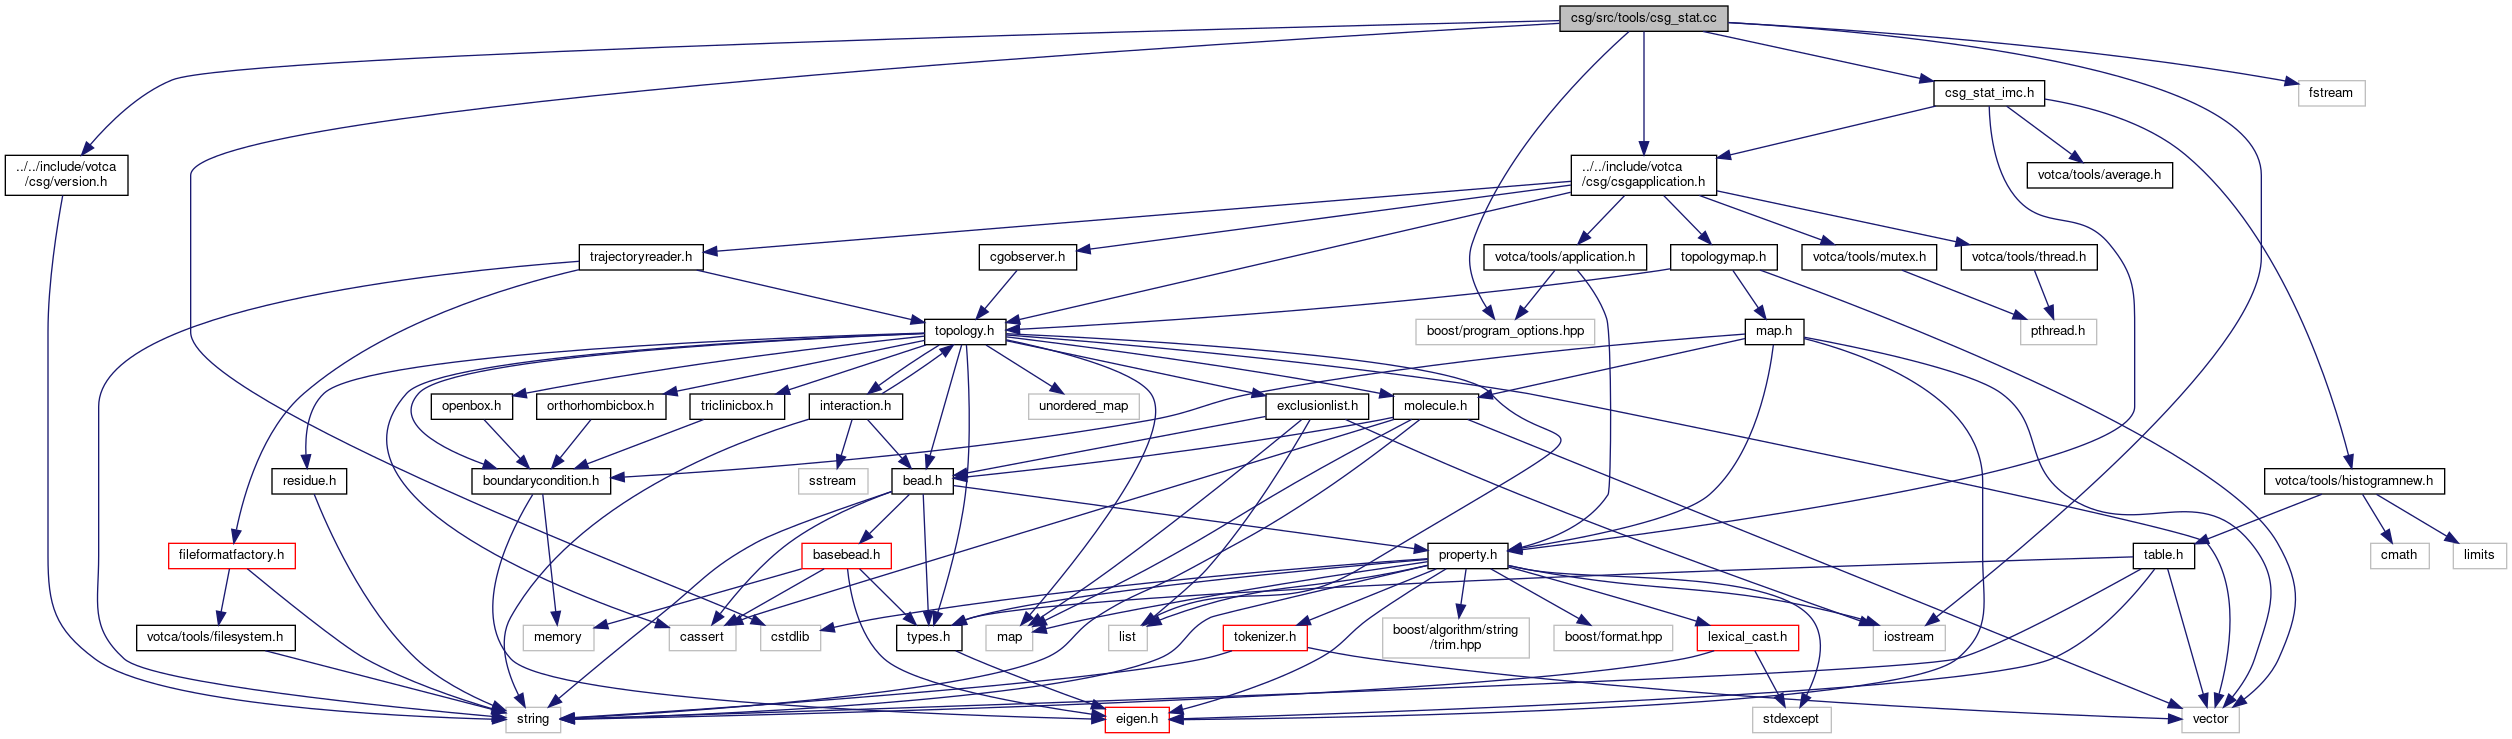 csg/src/tools/csg_stat.cc
csg_stat_imc.h
fstream
../../include/votca
/csg/version.h
../../include/votca
/csg/csgapplication.h
votca/tools/average.h
trajectoryreader.h
cgobserver.h
votca/tools/application.h
topologymap.h
votca/tools/mutex.h
votca/tools/thread.h
topology.h
boost/program_options.hpp
map.h
pthread.h
openbox.h
orthorhombicbox.h
triclinicbox.h
interaction.h
unordered_map
exclusionlist.h
molecule.h
residue.h
boundarycondition.h
sstream
bead.h
votca/tools/histogramnew.h
fileformatfactory.h
basebead.h
property.h
table.h
cmath
limits
votca/tools/filesystem.h
memory
cassert
cstdlib
types.h
map
list
tokenizer.h
boost/algorithm/string
/trim.hpp
boost/format.hpp
lexical_cast.h
iostream
string
eigen.h
stdexcept
vector